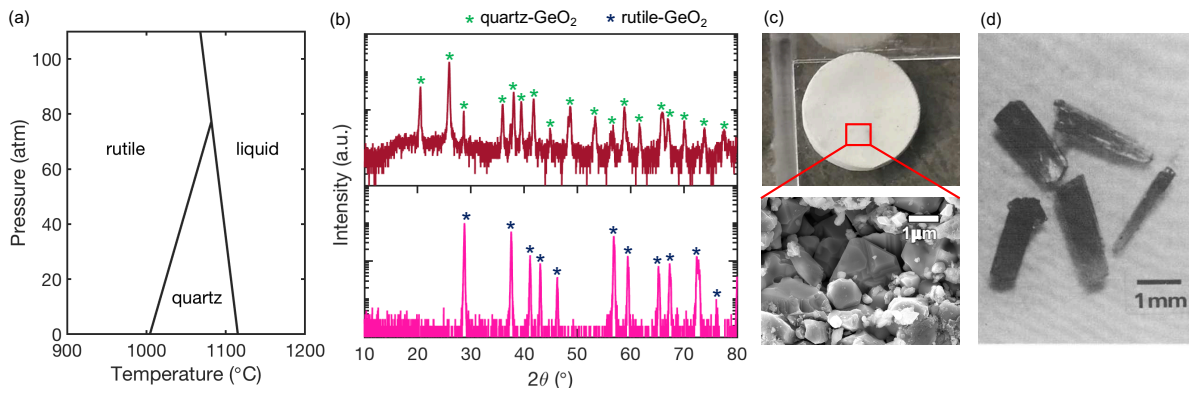 (a)
Pressure (atm)
100
80
60
40
20
0
rutile
liquid
quartz
900
1000
1100
1200
Temperature (°C)
(b)
* quartz-GeO₂
* rutile-GeO₂
Intensity (a.u.)
10
20
30
40
50
60
70
80
2θ (°)
(c)
1μm
(d)
1mm